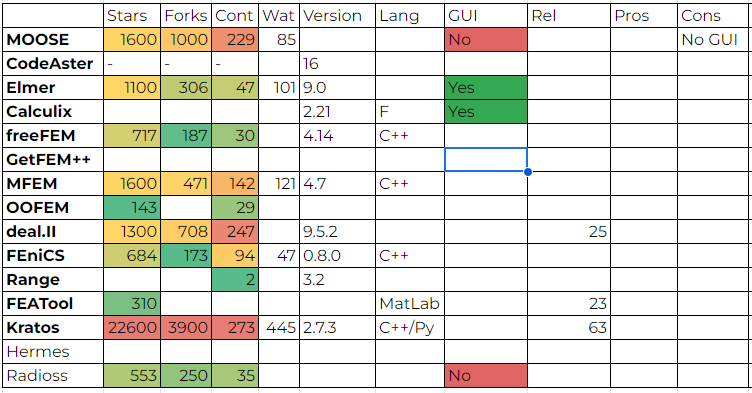 Stars Forks Cont Wat Version Lang GUI Rel Pros Cons
MOOSE 1600 1000 229 85 No No GUI
CodeAster - - - 16
Elmer 1100 306 47 101 9.0 Yes
Calculix 2.21 F Yes
freeFEM 717 187 30 4.14 C++
GetFEM++
MFEM 1600 471 142 121 4.7 C++
OOFEM 143 29
deal.II 1300 708 247 9.5.2 25
FEniCS 684 173 94 47 0.8.0 C++
Range 2 3.2
FEATool 310 MatLab 23
Kratos 22600 3900 273 445 2.7.3 C++/Py 63
Hermes
Radioss 553 250 35 No